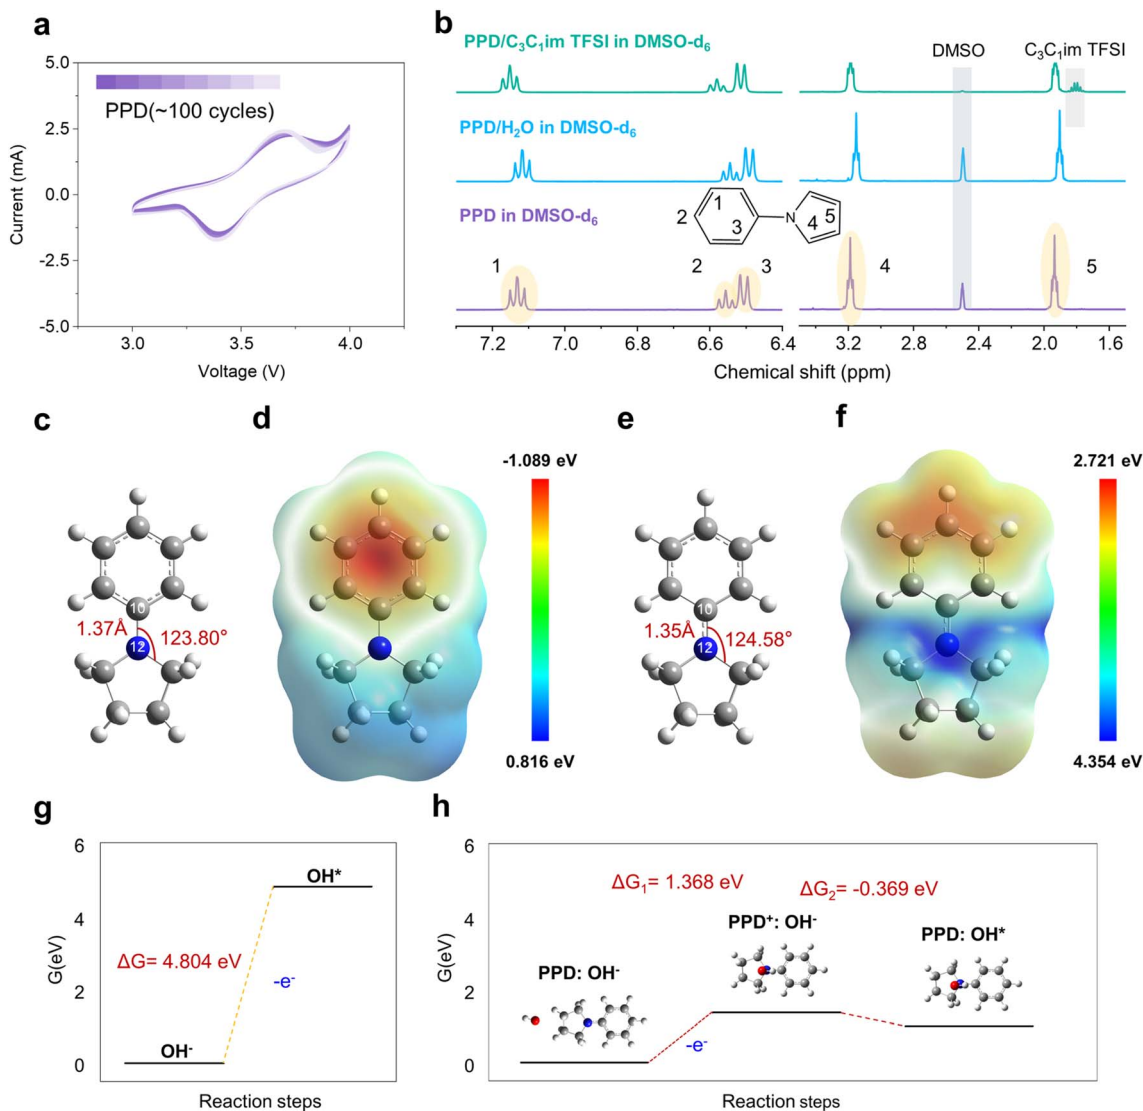 a
5.0
2.5
0.0
-2.5
-5.0
Current (mA)
PPD(~100 cycles)
3.0
3.5
4.0
Voltage (V)
b
PPD/C₃C₁im TFSI in DMSO-d₆
DMSO
C₃C₁im TFSI
PPD/H₂O in DMSO-d₆
PPD in DMSO-d₆
1
2
3
N
4
5
1
2
3
4
5
7.2
7.0
6.8
6.6
6.4
3.2
2.8
2.4
2.0
1.6
Chemical shift (ppm)
c
10
1.37Å
12
123.80°
d
-1.089 eV
0.816 eV
e
10
1.35Å
12
124.58°
f
2.721 eV
4.354 eV
g
6
4
2
0
G(eV)
OH*
ΔG= 4.804 eV
-e⁻
OH⁻
Reaction steps
h
6
4
2
0
G(eV)
ΔG₁= 1.368 eV
ΔG₂= -0.369 eV
PPD⁺: OH⁻
PPD: OH*
PPD: OH⁻
-e⁻
Reaction steps